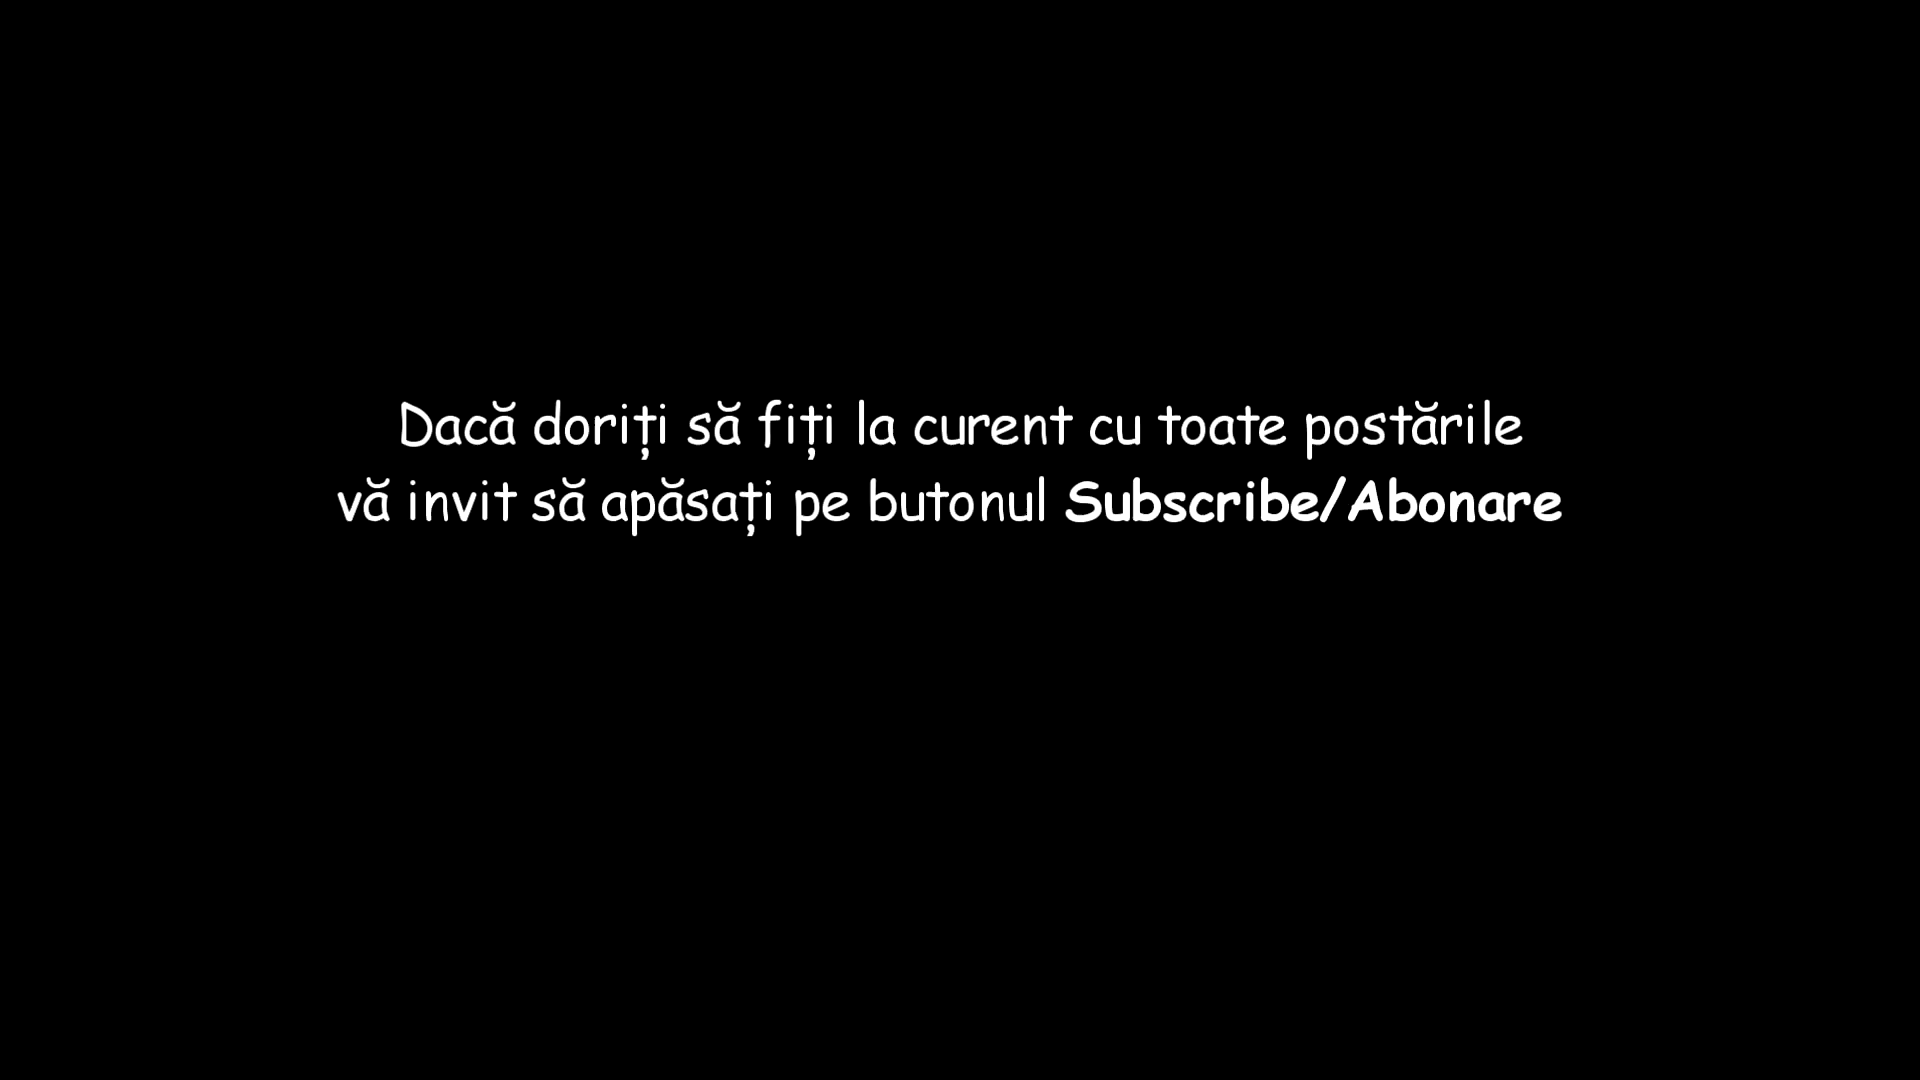 Dacă doriți să fiți la curent cu toate postările
vă invit să apăsați pe butonul Subscribe/Abonare